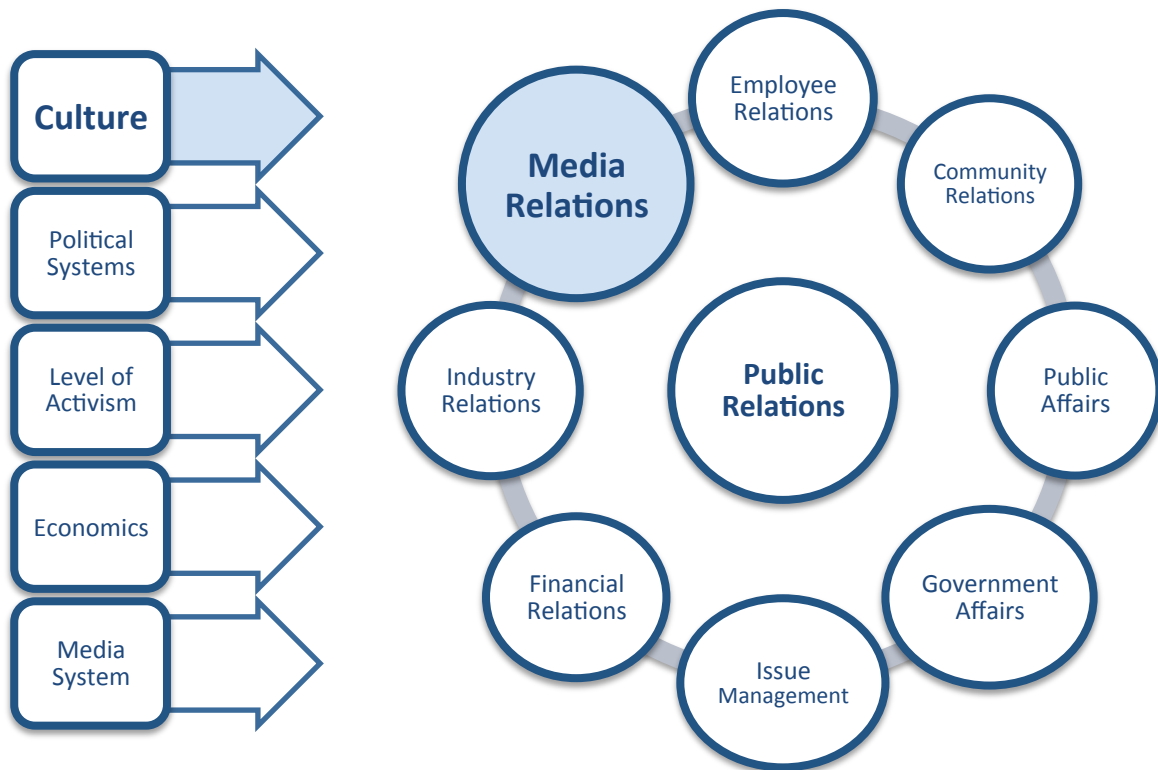 Culture
Political
Systems
Level of
Activism
Economics
Media
System
Media
Relations
Employee
Relations
Community
Relations
Public
Affairs
Government
Affairs
Issue
Management
Financial
Relations
Industry
Relations
Public
Relations